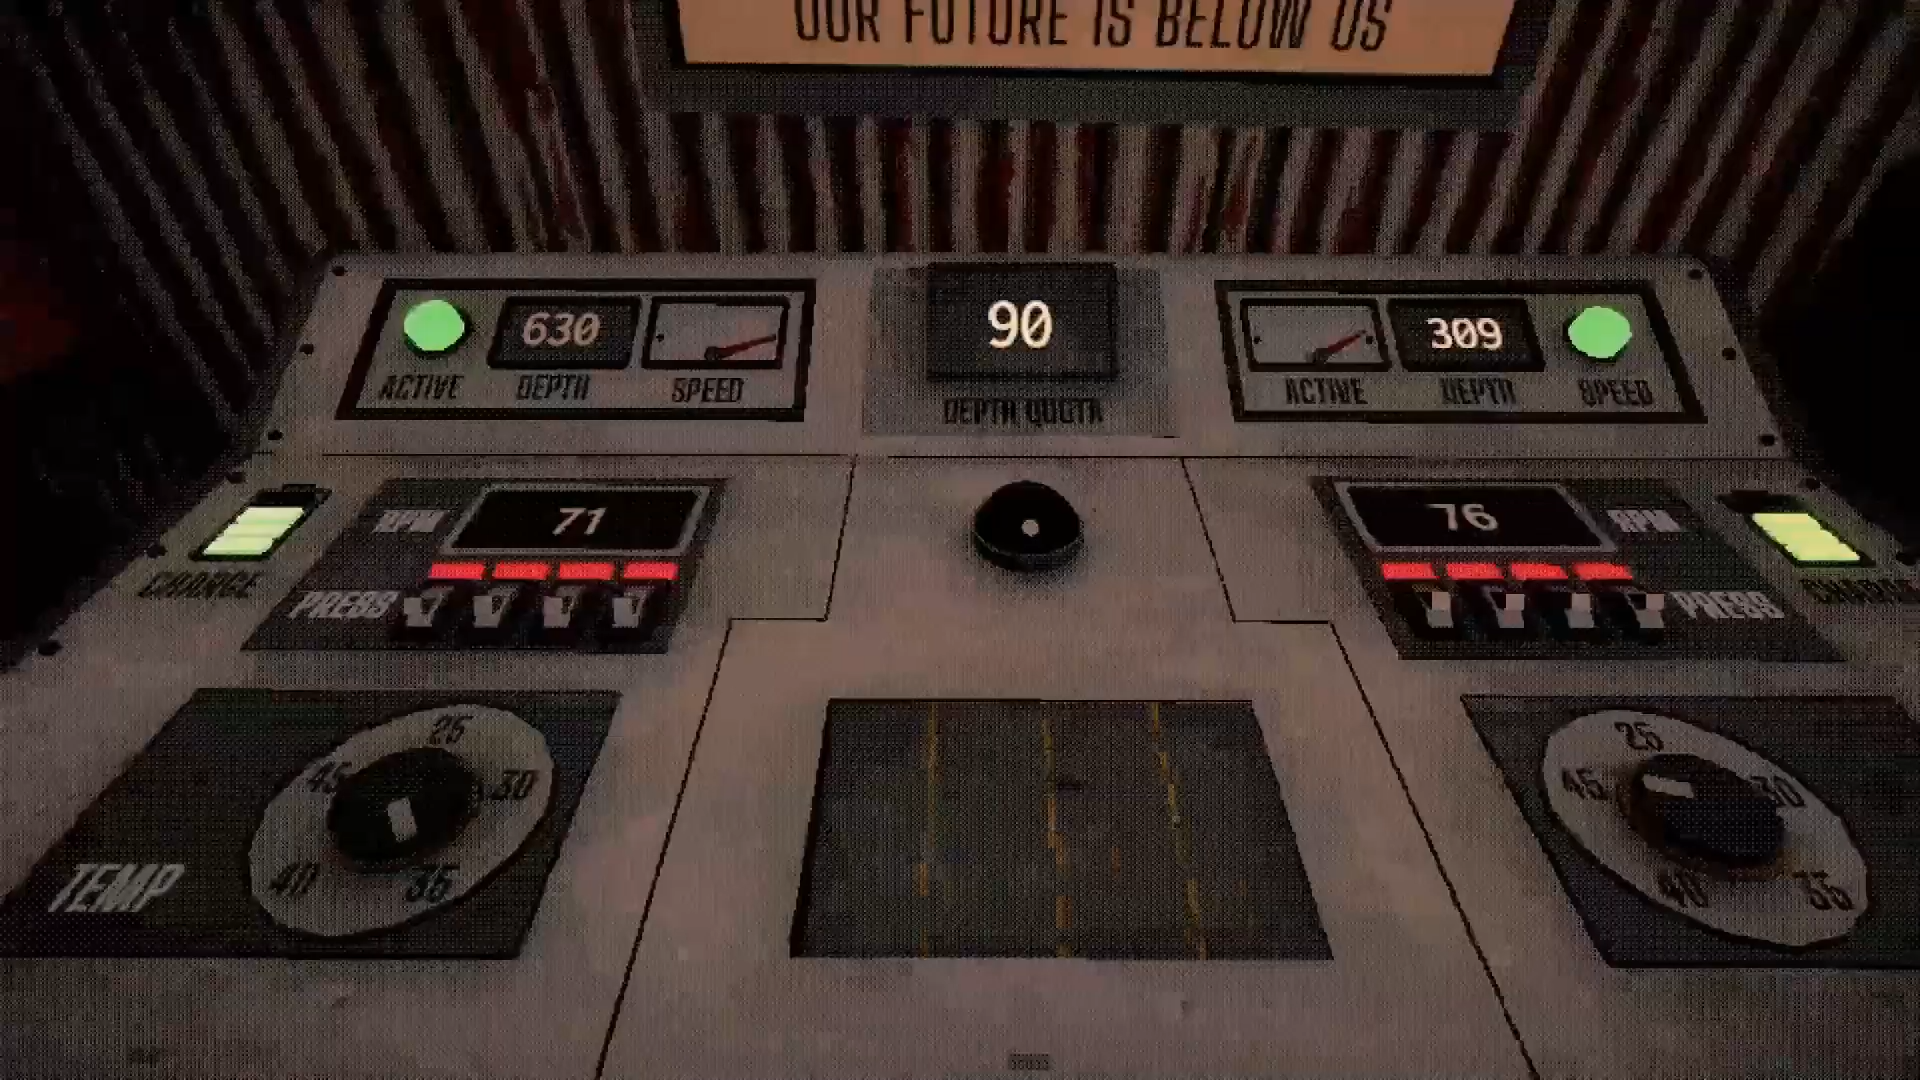 OUR FUTURE IS BELOW US
630
90
309
ACTIVE
DEPTH
SPEED
DEPTH QUOTA
ACTIVE
DEPTH
SPEED
RPM
71
76
RPM
CHARGE
PRESS
PRESS
CHARGE
25
30
35
40
45
TEMP
25
30
35
40
45